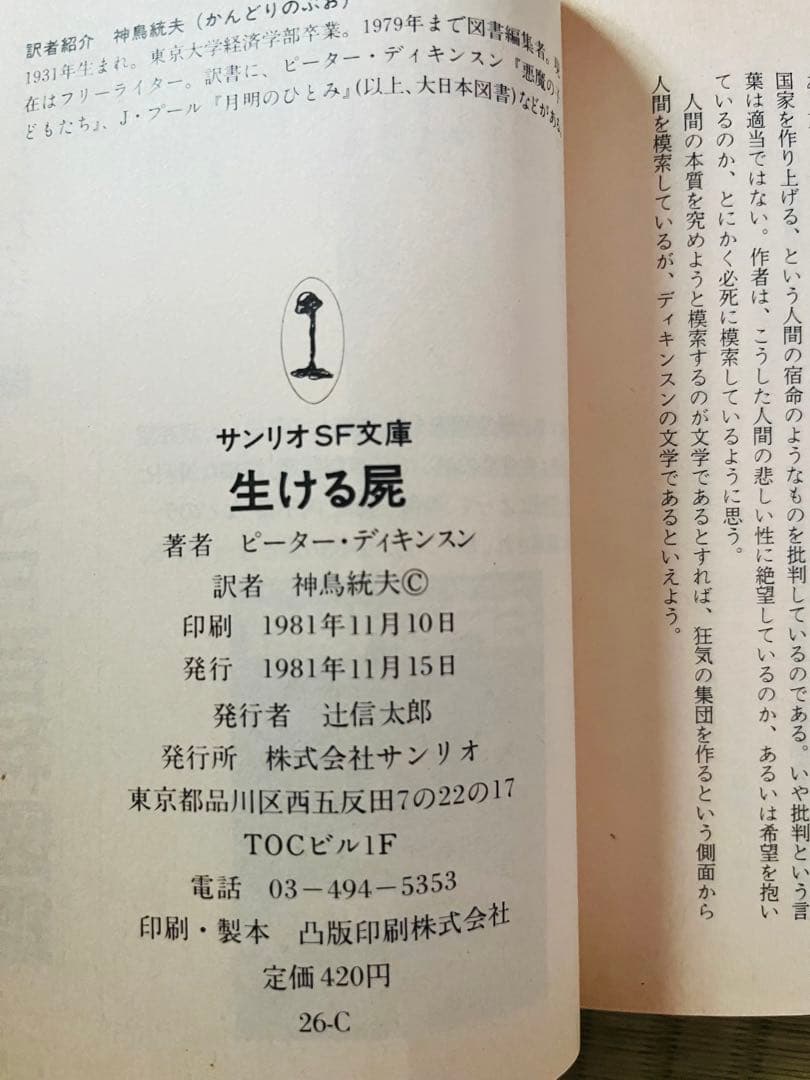 国家を作り上げる、という人間の宿命のようなものを批判しているのである。いや批判という言
葉は適当ではない。作者は、こうした人間の悲しい性に絶望しているのか、あるいは希望を抱い
ているのか、とにかく必死に模索しているように思う。
人間の本質を究めようと模索するのが文学であるとすれば、狂気の集団を作るという側面から
人間を模索しているが、ディキンスンの文学であるといえよう。
訳者紹介 神鳥統夫(かんどりのぶお)
1931年生まれ。東京大学経済学部卒業。1979年まで図書編集者。現
在はフリーライター。訳書に、ピーター・ディキンスン『悪魔の
どもたち』、J・プール『月明のひとみ』(以上、大日本図書)などがある。
サンリオSF文庫
生ける屍
著者 ピーター・ディキンスン
訳者 神鳥統夫©
印刷 1981年11月10日
発行 1981年11月15日
発行者 辻信太郎
発行所 株式会社サンリオ
東京都品川区西五反田7の22の17
TOCビル1F
電話 03-494-5353
印刷・製本 凸版印刷株式会社
定価 420円
26-C